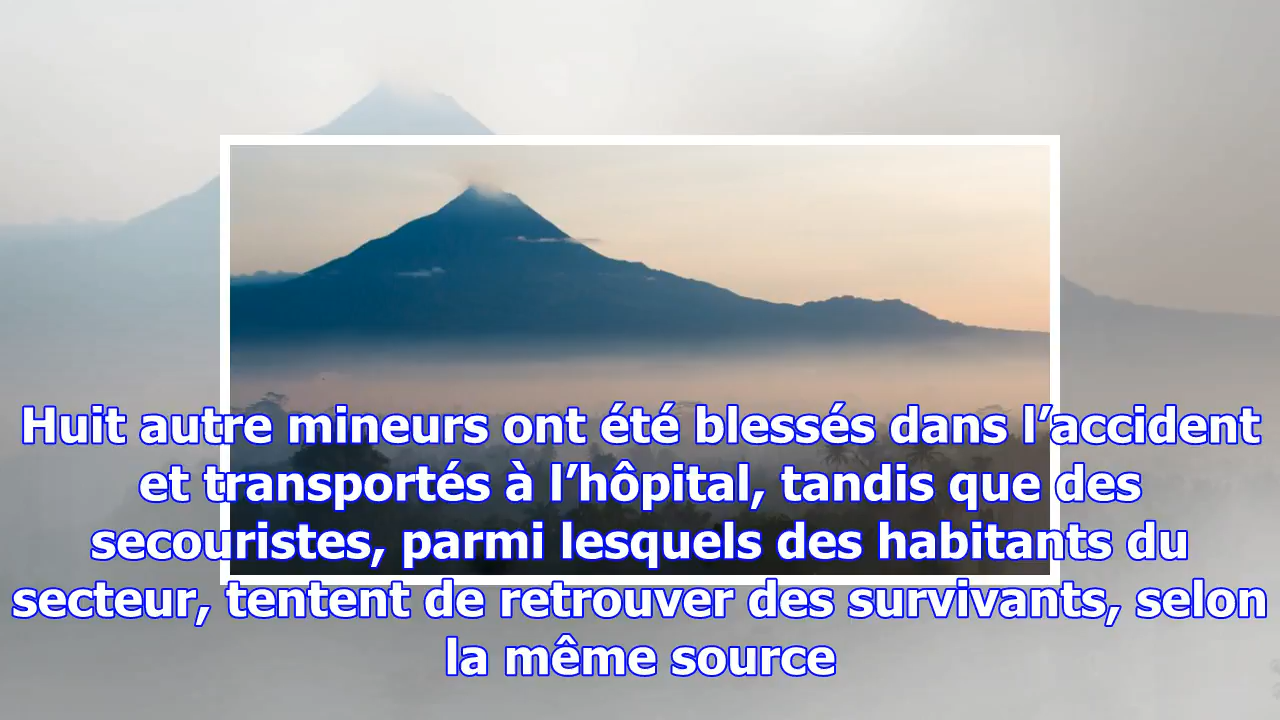 Huit autre mineurs ont été blessés dans l’accident
et transportés à l’hôpital, tandis que des
secouristes, parmi lesquels des habitants du
secteur, tentent de retrouver des survivants, selon
la même source